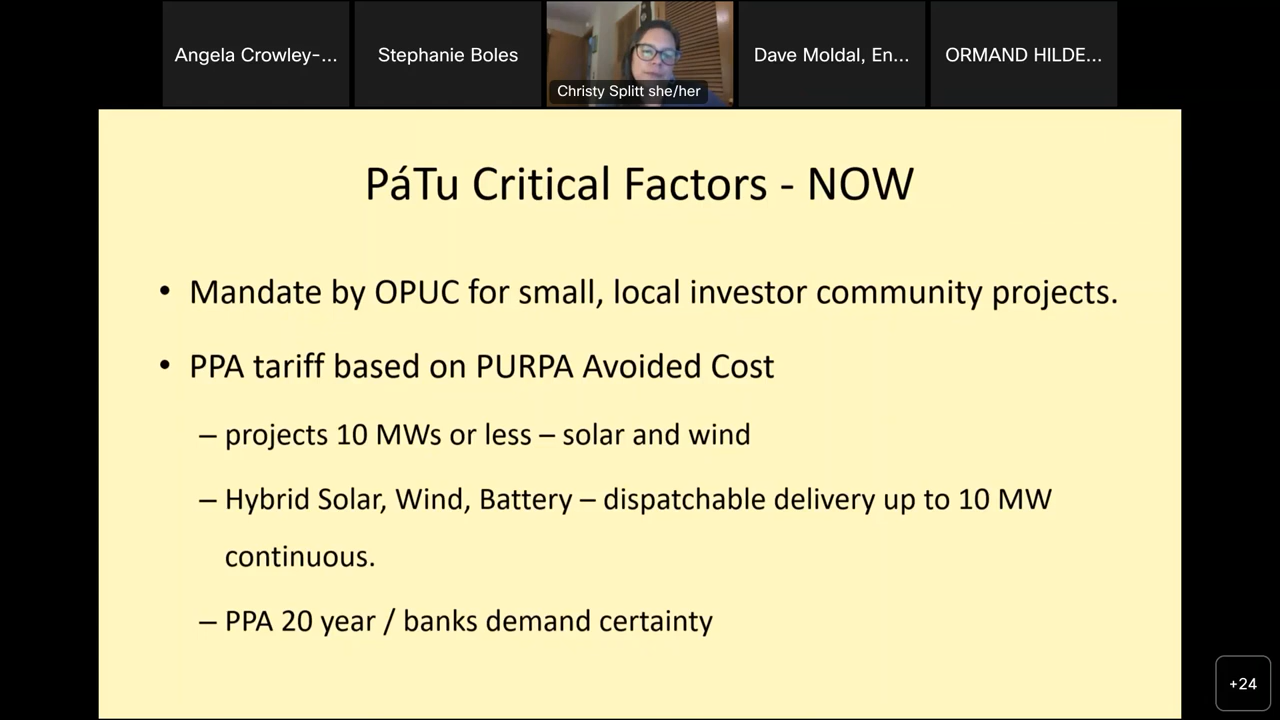 Angela Crowley-...
Stephanie Boles
Christy Splitt she/her
Dave Moldal, En...
ORMAND HILDE...
PáTu Critical Factors - NOW
• Mandate by OPUC for small, local investor community projects.
• PPA tariff based on PURPA Avoided Cost
– projects 10 MWs or less – solar and wind
– Hybrid Solar, Wind, Battery – dispatchable delivery up to 10 MW
continuous.
– PPA 20 year / banks demand certainty
+24